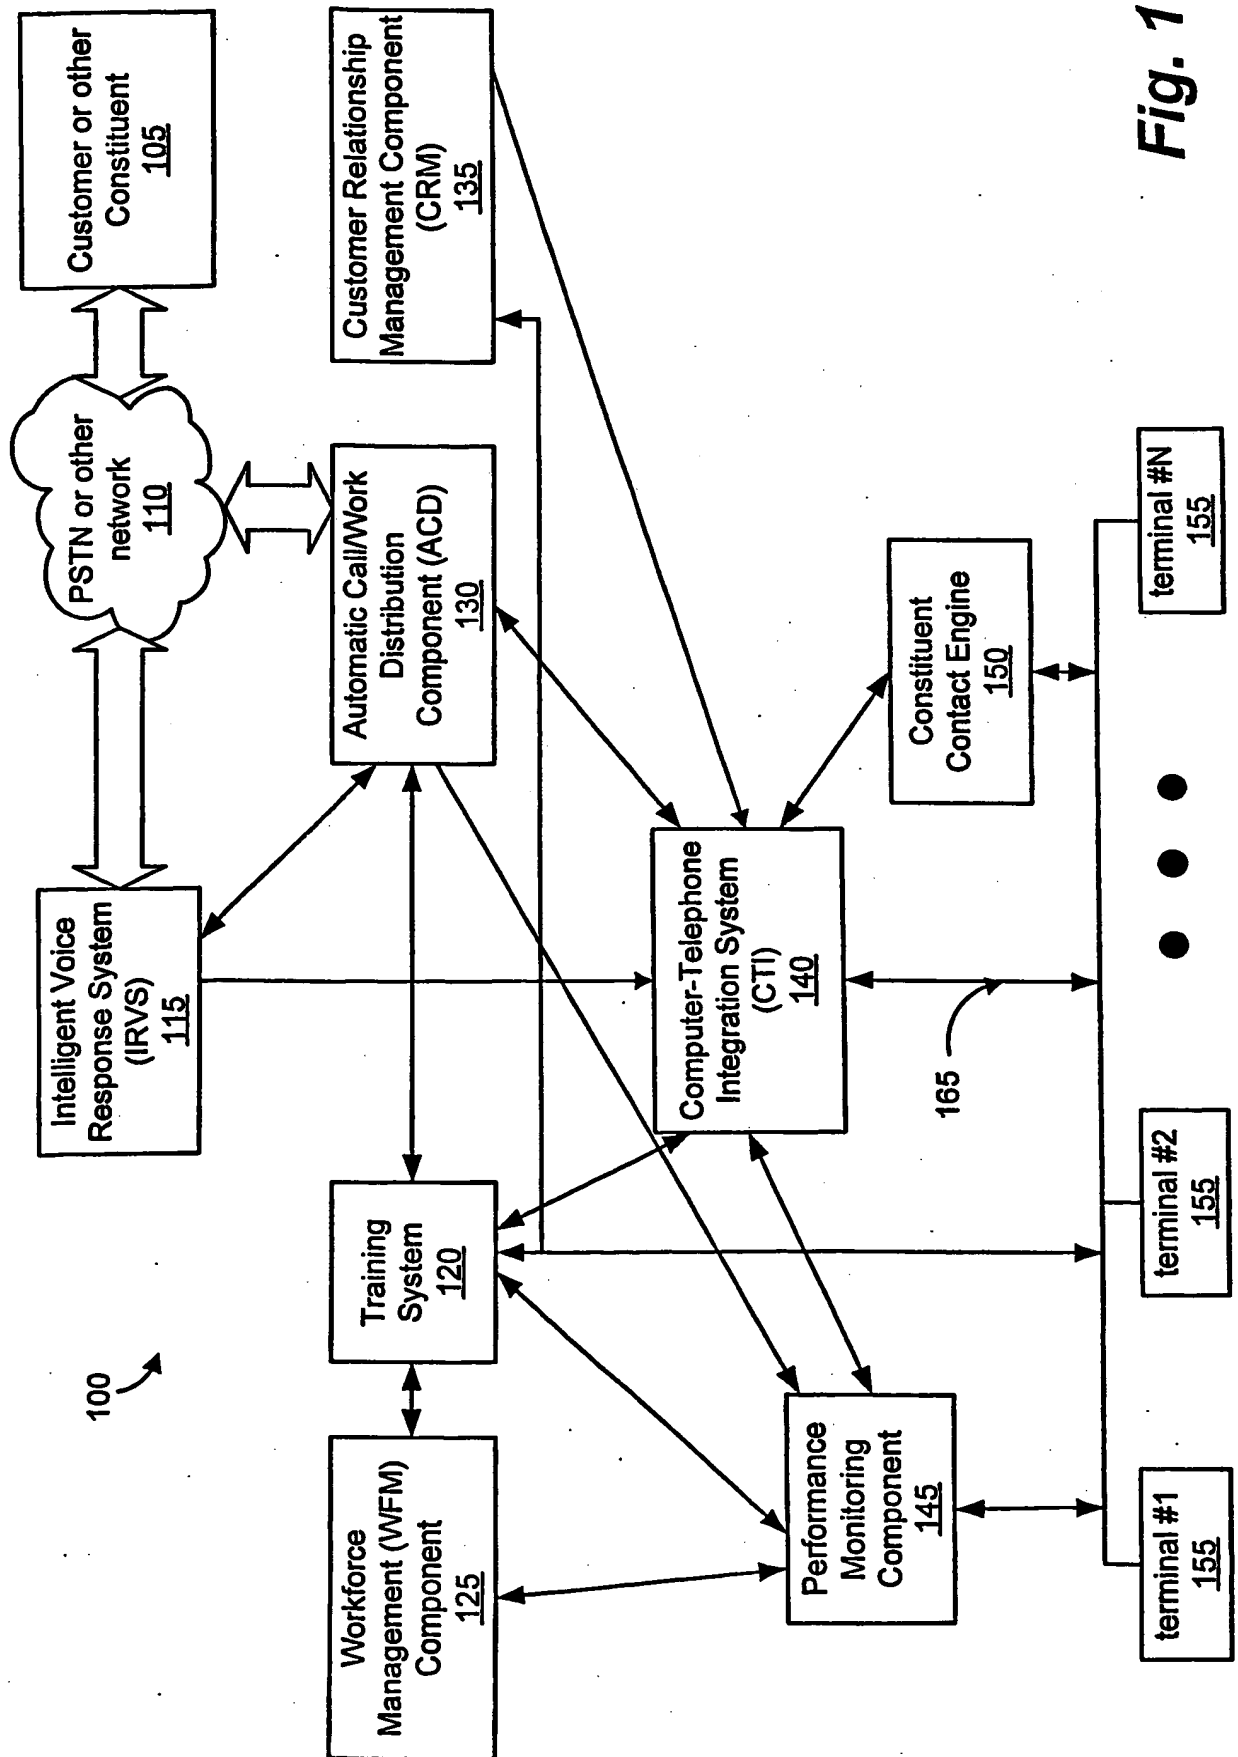 100
Customer or other
Constituent
105
PSTN or other
network
110
Intelligent Voice
Response System
(IRVS)
115
Workforce
Management (WFM)
Component
125
Training
System
120
Automatic Call/Work
Distribution
Component (ACD)
130
Customer Relationship
Management Component
(CRM)
135
Computer-Telephone
Integration System
(CTI)
140
Performance
Monitoring
Component
145
Constituent
Contact Engine
150
165
terminal #1
155
terminal #2
155
terminal #N
155
Fig. 1